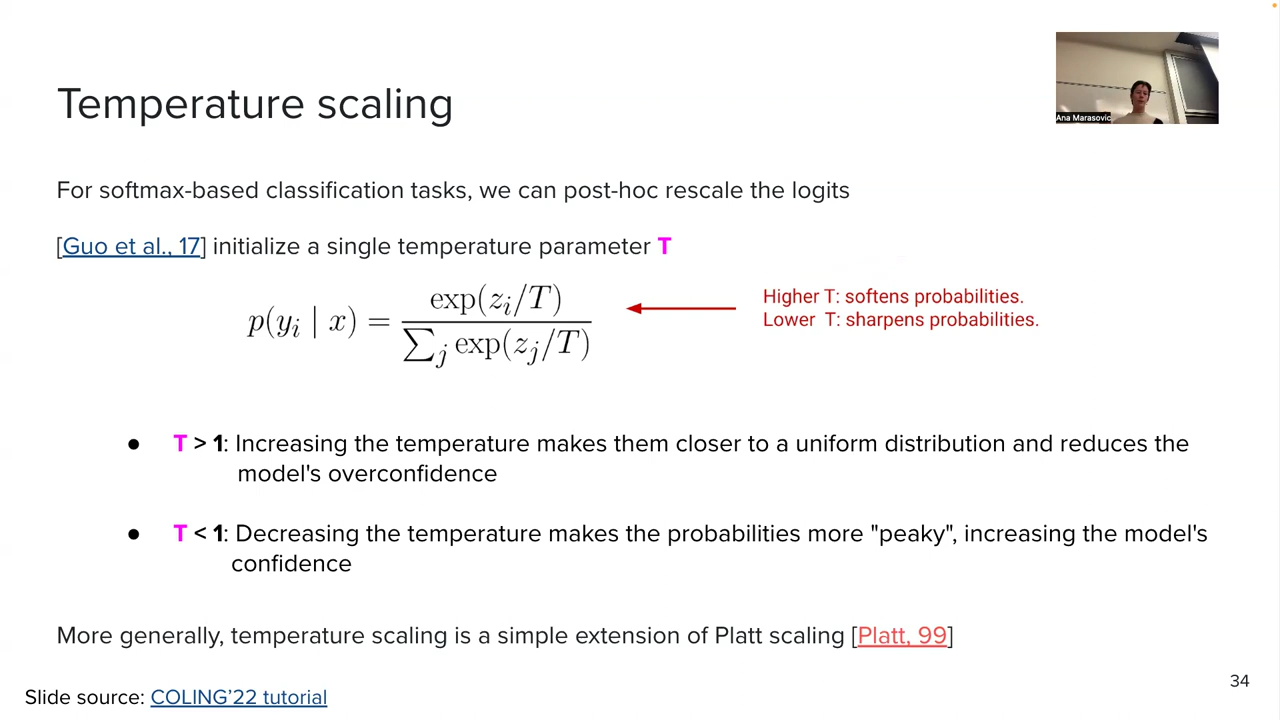 Temperature scaling
Ana Marasovic
For softmax-based classification tasks, we can post-hoc rescale the logits
[Guo et al., 17] initialize a single temperature parameter T
p(y_i | x) = exp(z_i/T) / ∑_j exp(z_j/T)
Higher T: softens probabilities.
Lower T: sharpens probabilities.
● T > 1: Increasing the temperature makes them closer to a uniform distribution and reduces the
model's overconfidence
● T < 1: Decreasing the temperature makes the probabilities more "peaky", increasing the model's
confidence
More generally, temperature scaling is a simple extension of Platt scaling [Platt, 99]
34
Slide source: COLING’22 tutorial